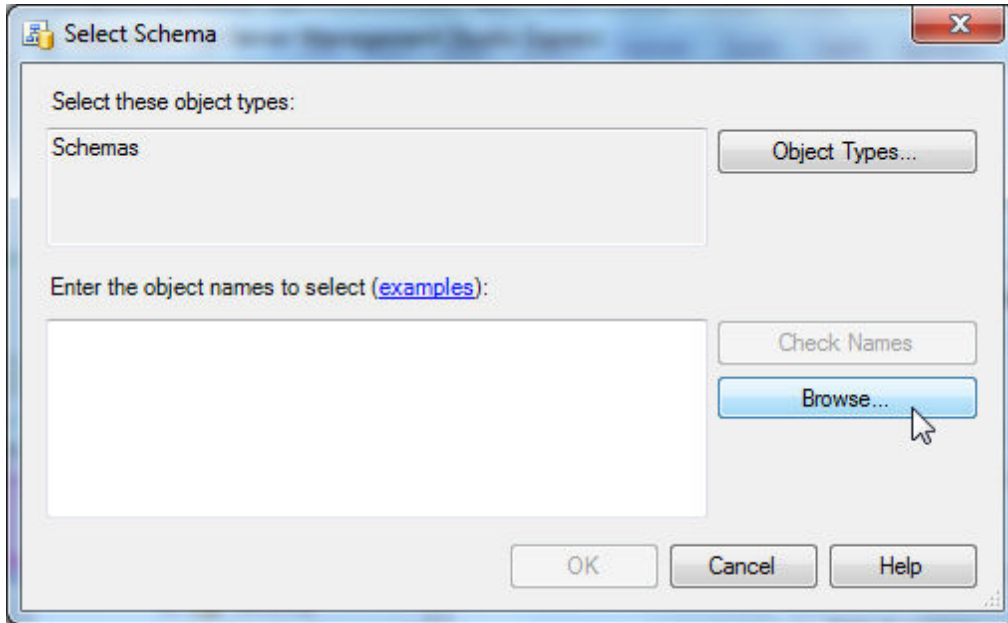 Select Schema
Select these object types:
Schemas
Object Types...
Enter the object names to select (examples):
Check Names
Browse...
OK
Cancel
Help